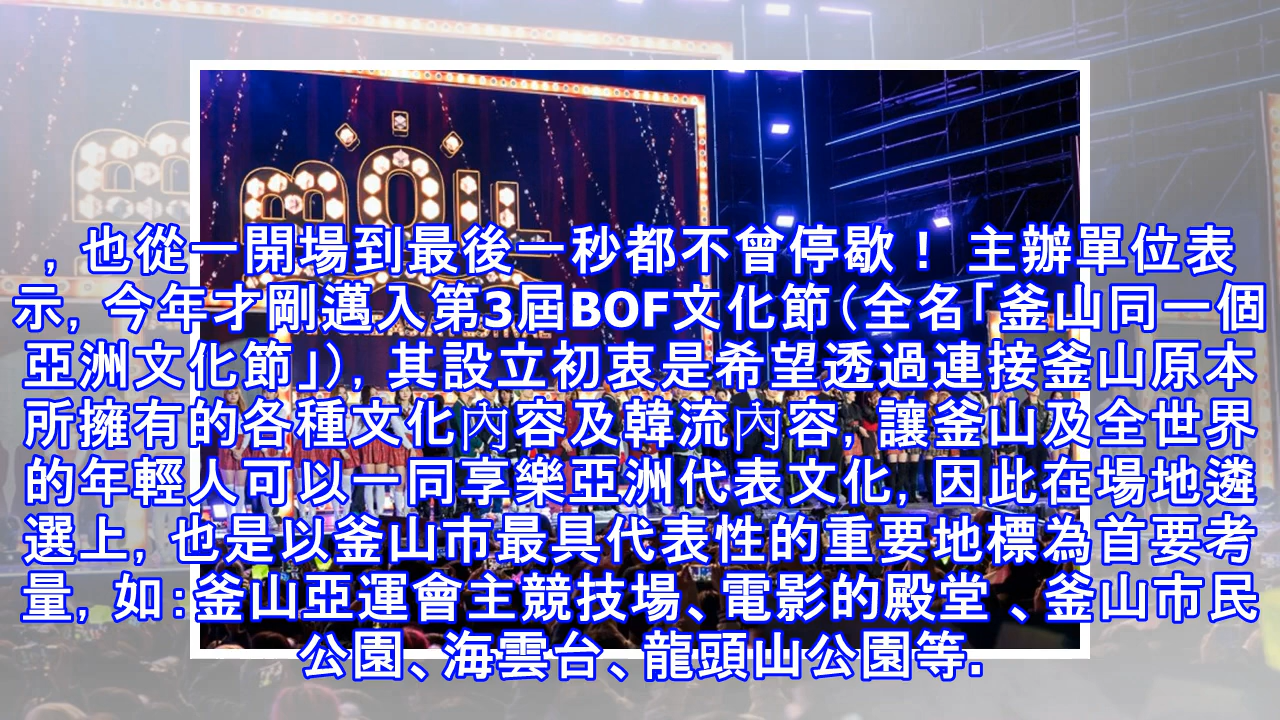 , 也從一開場到最後一秒都不曾停歇! 主辦單位表
示, 今年才剛邁入第3屆BOF文化節(全名「釜山同一個
亞洲文化節」), 其設立初衷是希望透過連接釜山原本
所擁有的各種文化內容及韓流內容, 讓釜山及全世界
的年輕人可以一同享樂亞洲代表文化, 因此在場地遴
選上, 也是以釜山市最具代表性的重要地標為首要考
量, 如:釜山亞運會主競技場、電影的殿堂 、釜山市民
公園、海雲台、龍頭山公園等.